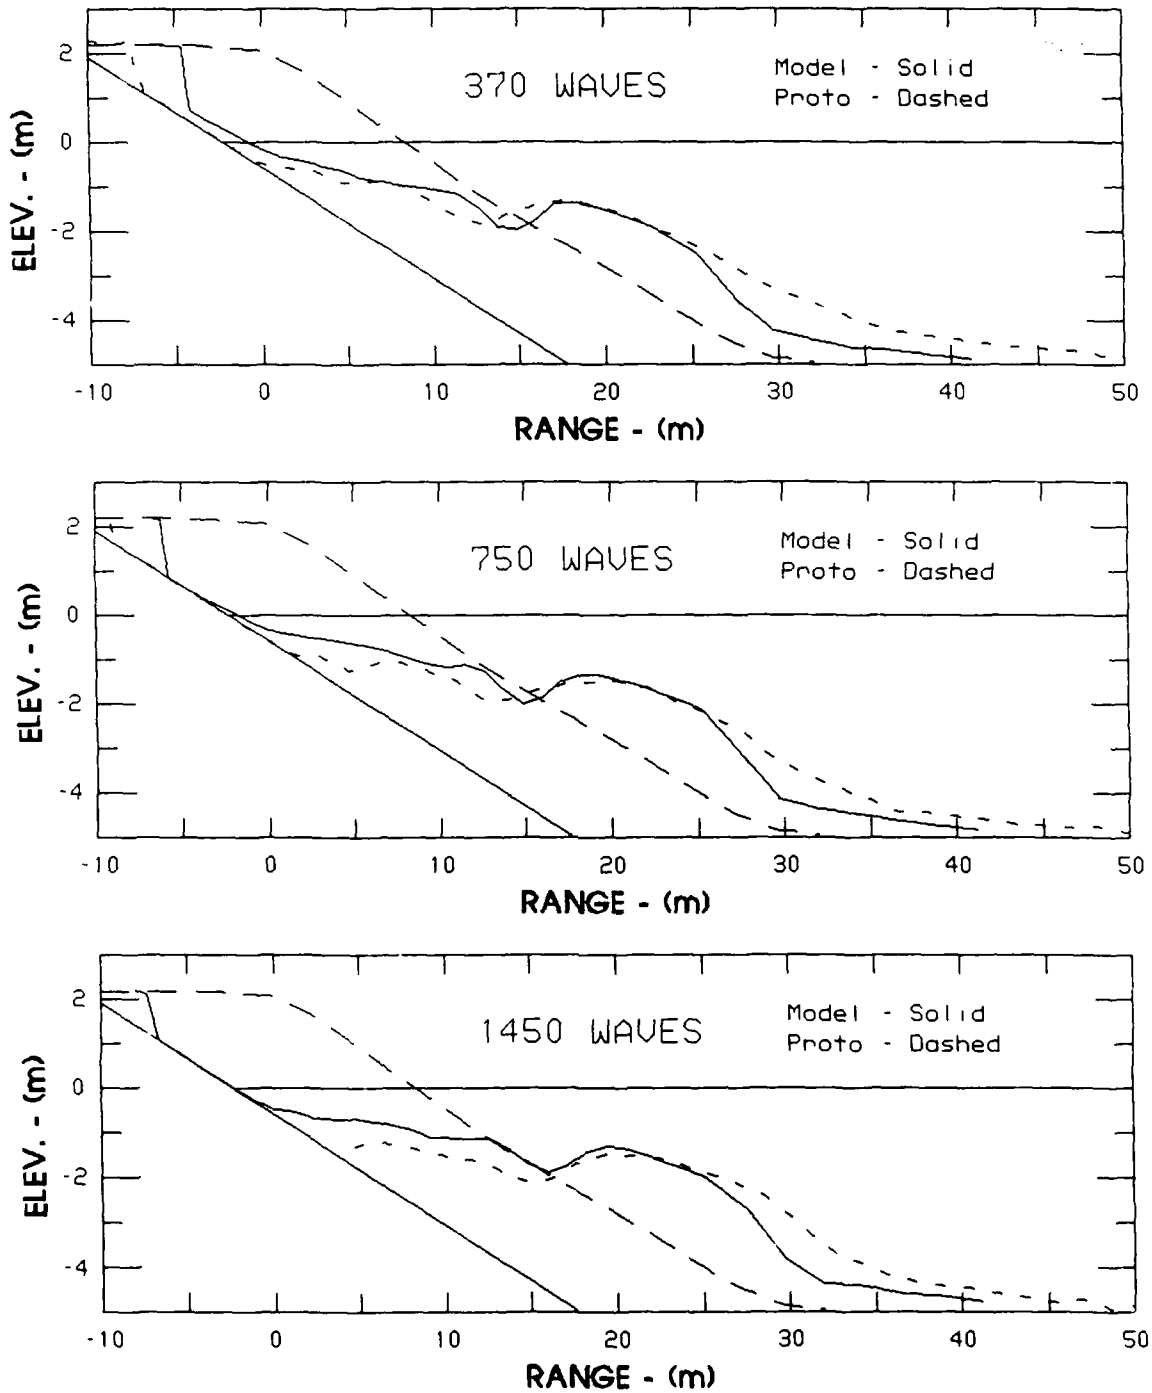 370 WAVES
Model - Solid
Proto - Dashed
ELEV. - (m)
2
0
-2
-4
-10 0 10 20 30 40 50
RANGE - (m)
750 WAVES
Model - Solid
Proto - Dashed
ELEV. - (m)
2
0
-2
-4
-10 0 10 20 30 40 50
RANGE - (m)
1450 WAVES
Model - Solid
Proto - Dashed
ELEV. - (m)
2
0
-2
-4
-10 0 10 20 30 40 50
RANGE - (m)